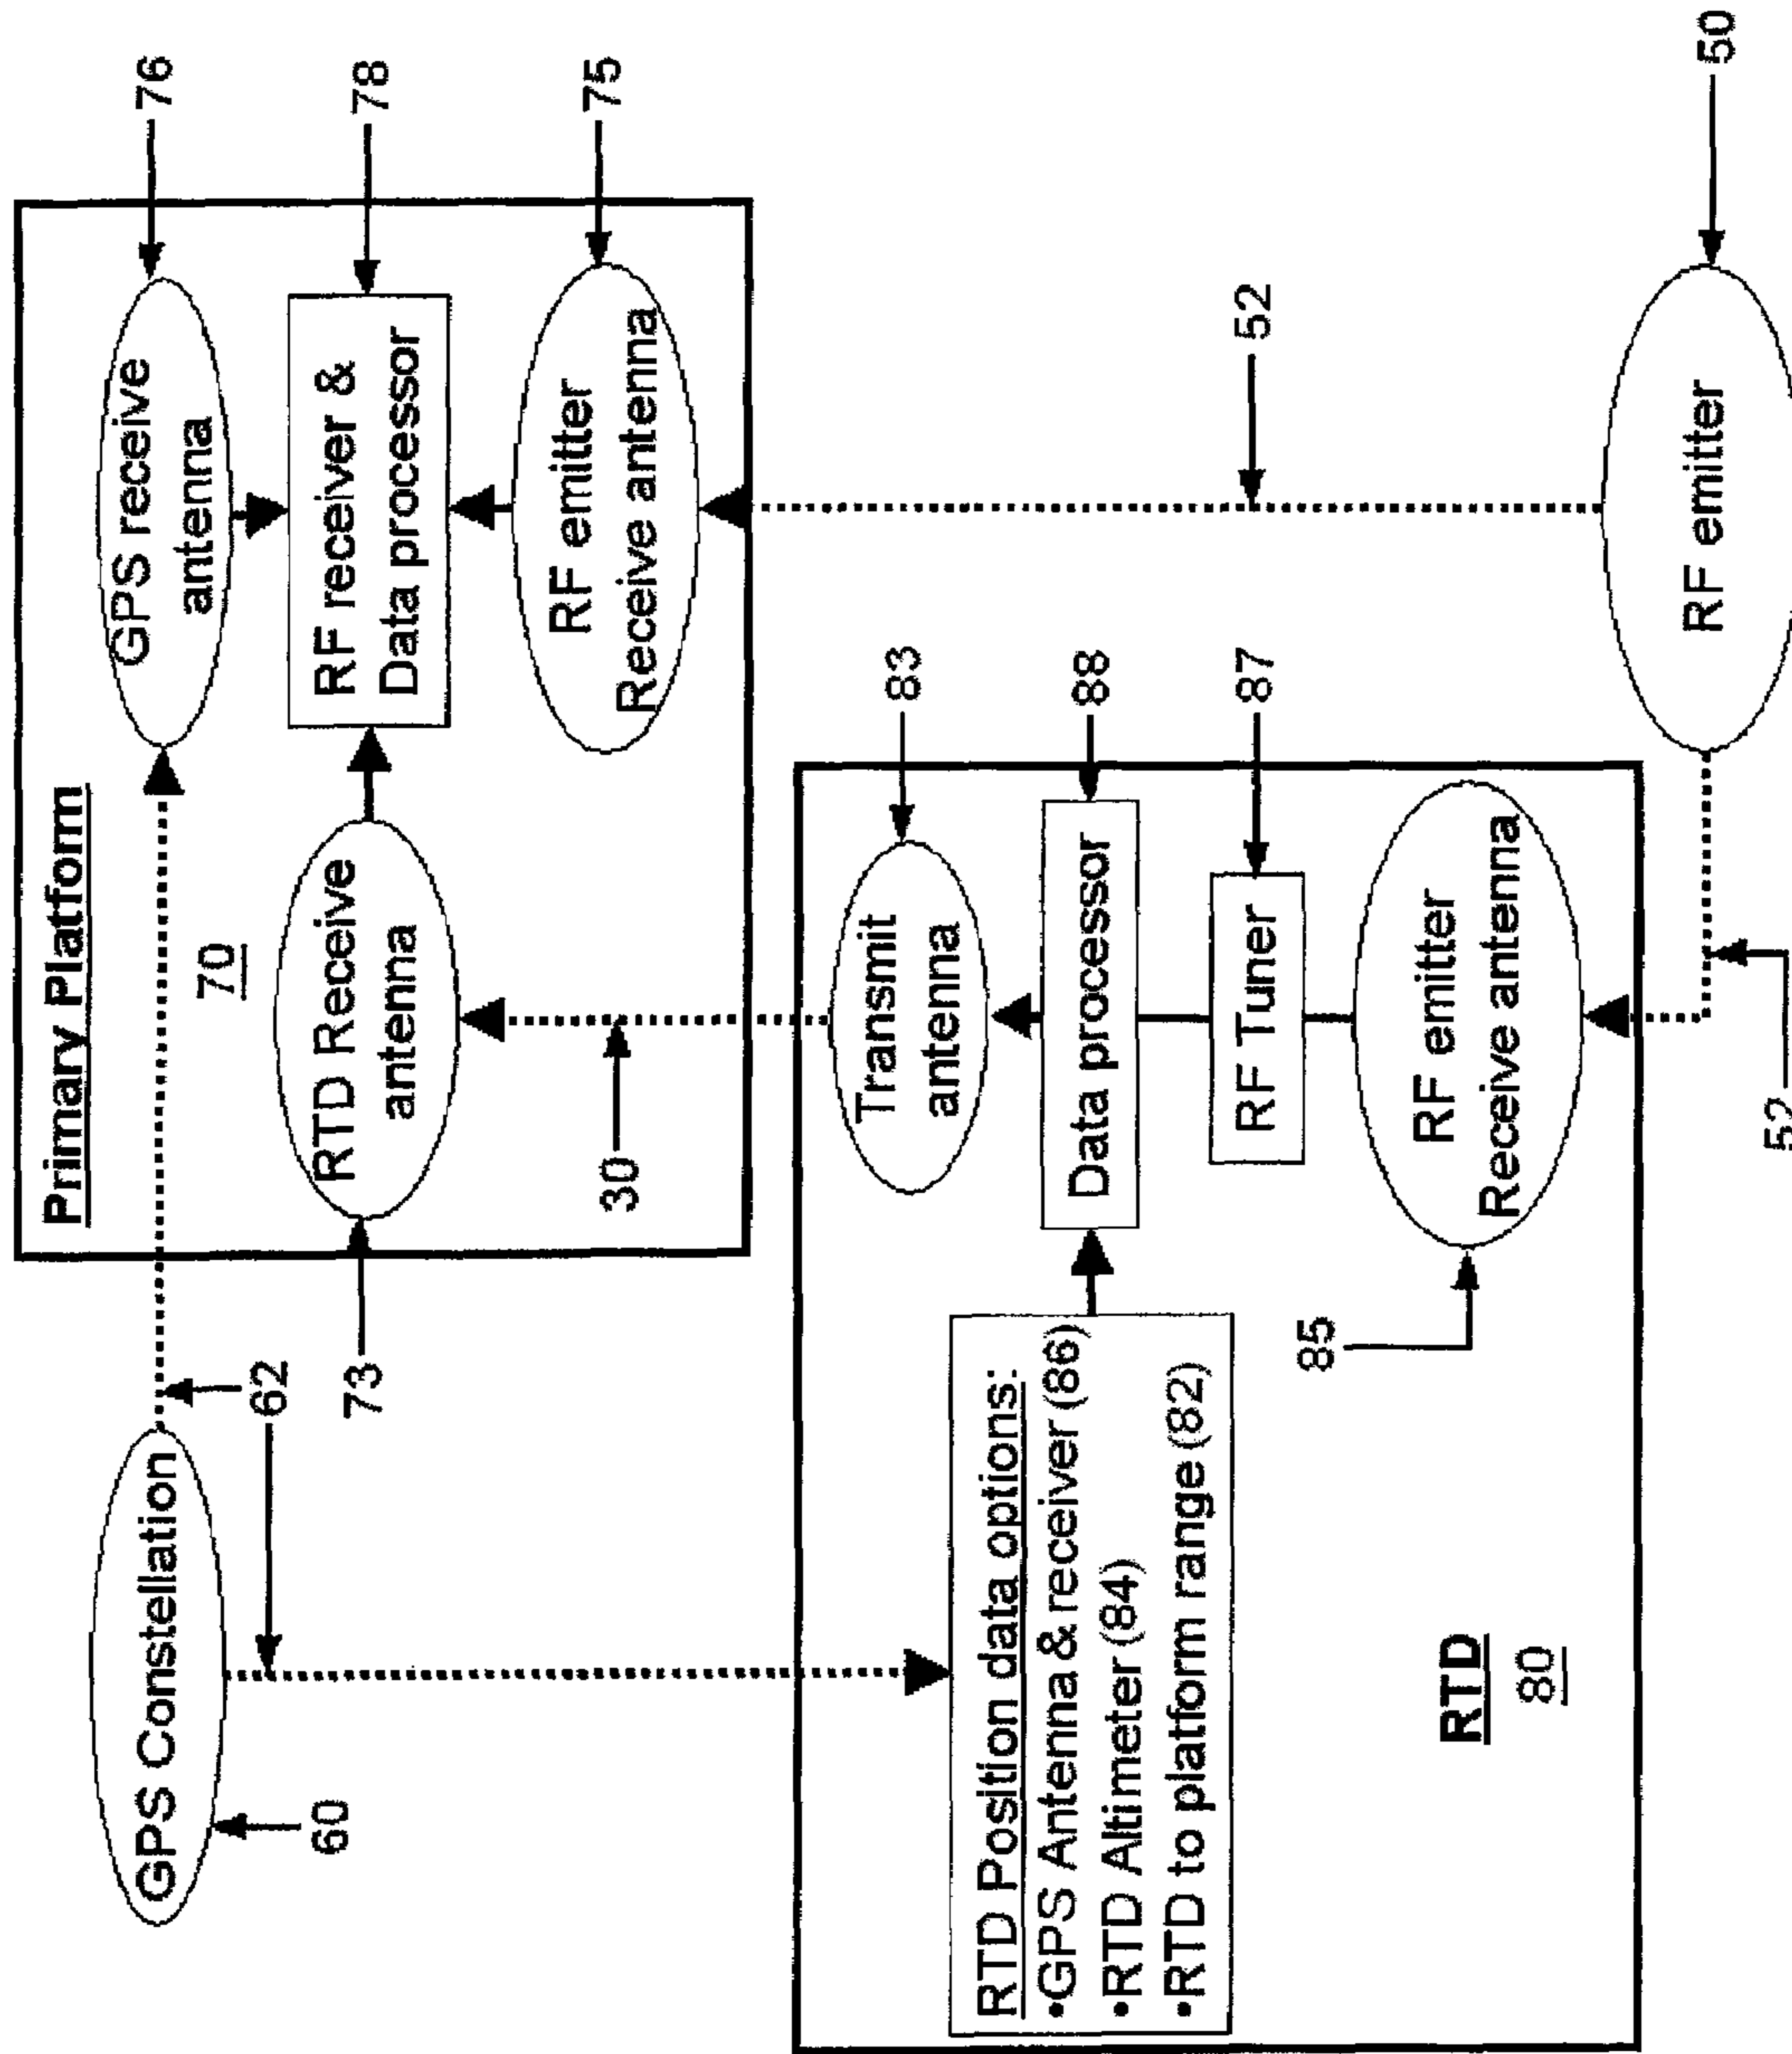 GPS Constellation
60
62
73
Primary Platform
70
RTD Receive
antenna
GPS receive
antenna
76
RF receiver &
Data processor
78
RF emitter
Receive antenna
75
30
52
RTD Position data options:
•GPS Antenna & receiver (86)
•RTD Altimeter (84)
•RTD to platform range (82)
RTD
80
Transmit
antenna
83
Data processor
88
RF Tuner
87
RF emitter
Receive antenna
85
RF emitter
50
52